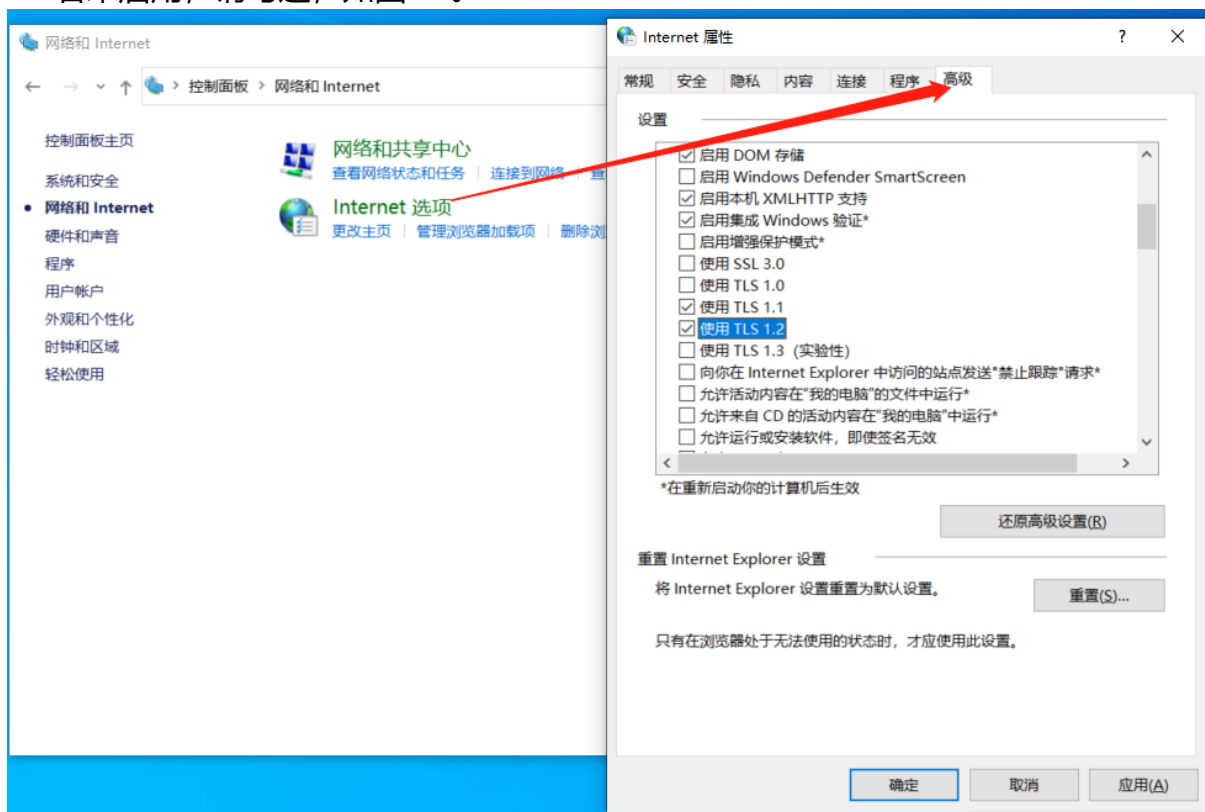 网络和 Internet
控制面板 > 网络和 Internet
控制面板主页
系统和安全
网络和 Internet
硬件和声音
程序
用户帐户
外观和个性化
时钟和区域
轻松使用
网络和共享中心
查看网络状态和任务 | 连接到网络
Internet 选项
更改主页 | 管理浏览器加载项 | 删除浏
Internet 属性
常规 安全 隐私 内容 连接 程序 高级
设置
启用 DOM 存储
启用 Windows Defender SmartScreen
启用本机 XMLHTTP 支持
启用集成 Windows 验证*
启用增强保护模式*
使用 SSL 3.0
使用 TLS 1.0
使用 TLS 1.1
使用 TLS 1.2
使用 TLS 1.3 (实验性)
向你在 Internet Explorer 中访问的站点发送"禁止跟踪"请求*
允许活动内容在"我的电脑"的文件中运行*
允许来自 CD 的活动内容在"我的电脑"中运行*
允许运行或安装软件，即使签名无效
*在重新启动你的计算机后生效
还原高级设置(R)
重置 Internet Explorer 设置
将 Internet Explorer 设置重置为默认设置。
重置(S)...
只有在浏览器处于无法使用的状态时，才应使用此设置。
确定 取消 应用(A)